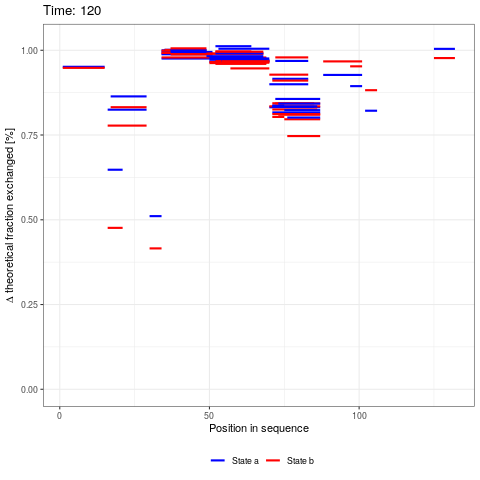 Time: 120
Δ theoretical fraction exchanged [%]
1.00
0.75
0.50
0.25
0.00
0
50
100
Position in sequence
State a
State b